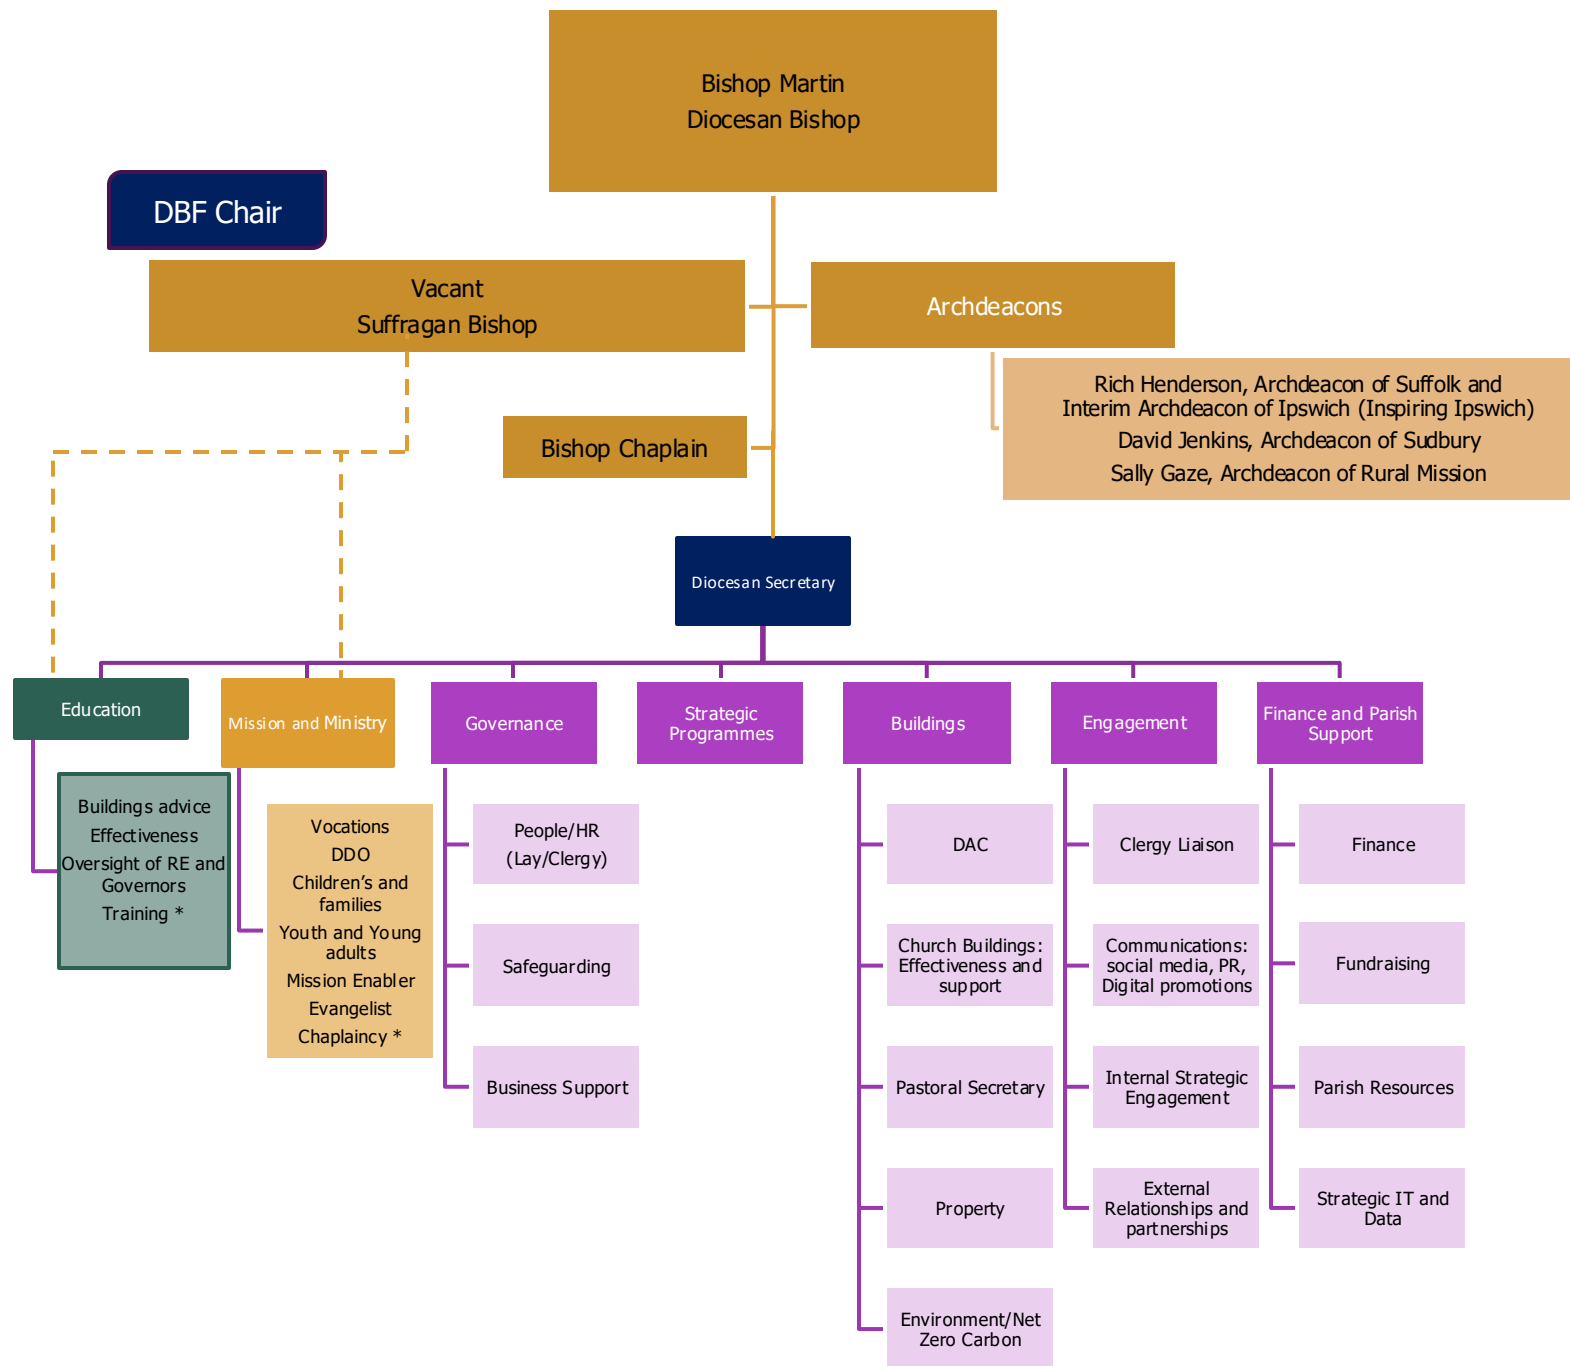 Bishop Martin
Diocesan Bishop
DBF Chair
Vacant
Suffragan Bishop
Archdeacons
Rich Henderson, Archdeacon of Suffolk and
Interim Archdeacon of Ipswich (Inspiring Ipswich)
David Jenkins, Archdeacon of Sudbury
Sally Gaze, Archdeacon of Rural Mission
Bishop Chaplain
Diocesan Secretary
Education
Buildings advice
Effectiveness
Oversight of RE and
Governors
Training *
Mission and Ministry
Vocations
DDO
Children’s and
families
Youth and Young
adults
Mission Enabler
Evangelist
Chaplaincy *
Governance
People/HR
(Lay/Clergy)
Safeguarding
Business Support
Strategic
Programmes
Buildings
DAC
Church Buildings:
Effectiveness and
support
Pastoral Secretary
Property
Environment/Net
Zero Carbon
Engagement
Clergy Liaison
Communications:
social media, PR,
Digital promotions
Internal Strategic
Engagement
External
Relationships and
partnerships
Finance and Parish
Support
Finance
Fundraising
Parish Resources
Strategic IT and
Data